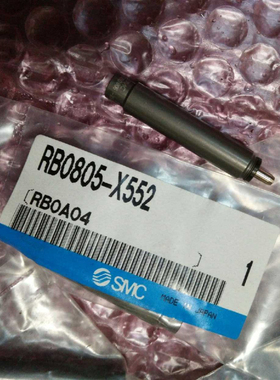 RB0805-X552
[RB0A04
1
SMC
MADE IN JAPAN